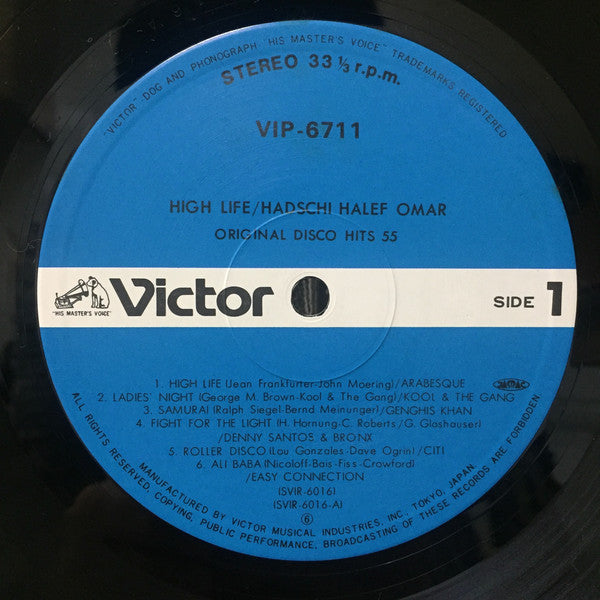 "VICTOR"-DOG AND PHONOGRAPH-"HIS MASTER'S VOICE" TRADEMARKS REGISTERED
STEREO 33 1/3 r.p.m.
VIP-6711
HIGH LIFE/HADSCHI HALEF OMAR
ORIGINAL DISCO HITS 55
"HIS MASTER'S VOICE"
Victor
SIDE 1
1. HIGH LIFE (Jean Frankfurter-John Moering)/ARABESQUE
2. LADIES' NIGHT (George M. Brown-Kool & The Gang)/KOOL & THE GANG
3. SAMURAI (Ralph Siegel-Bernd Meinunger)/GENGHIS KHAN
4. FIGHT FOR THE LIGHT (H. Hornung-C. Roberts/G. Glashauser)
/DENNY SANTOS & BRONX
5. ROLLER DISCO (Lou Gonzales-Dave Ogrin)/CITI
6. ALI BABA (Nicoloff-Bais-Fiss-Crowford)
/EASY CONNECTION
(SVIR-6016)
(SVIR-6016-A)
6
MANUFACTURED BY VICTOR MUSICAL INDUSTRIES, INC., TOKYO, JAPAN.
ALL RIGHTS RESERVED. COPYING, PUBLIC PERFORMANCE, BROADCASTING OF THESE RECORDS ARE FORBIDDEN.